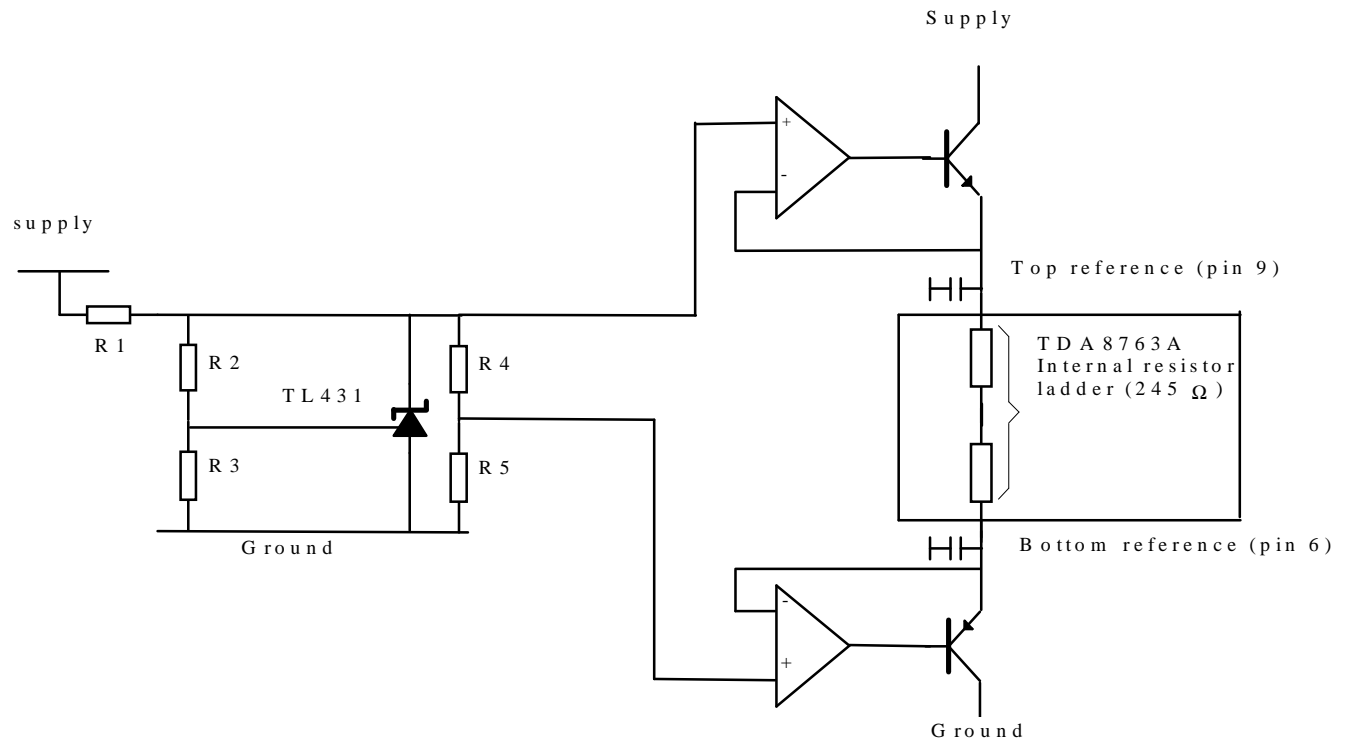 Supply
+
-
supply
Top reference (pin 9)
R1
R2
R4
TDA8763A
Internal resistor
ladder (245 Ω)
TL431
R3
R5
Ground
Bottom reference (pin 6)
-
+
Ground